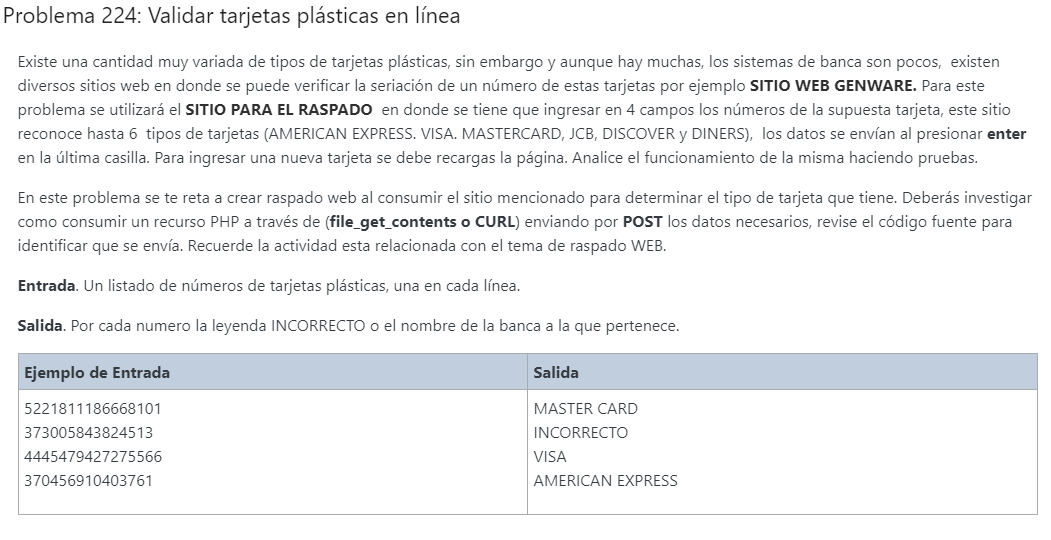 Problema 224: Validar tarjetas plásticas en línea
Existe una cantidad muy variada de tipos de tarjetas plásticas, sin embargo y aunque hay muchas, los sistemas de banca son pocos, existen
diversos sitios web en donde se puede verificar la seriación de un número de estas tarjetas por ejemplo SITIO WEB GENWARE. Para este
problema se utilizará el SITIO PARA EL RASPADO en donde se tiene que ingresar en 4 campos los números de la supuesta tarjeta, este sitio
reconoce hasta 6 tipos de tarjetas (AMERICAN EXPRESS. VISA. MASTERCARD, JCB, DISCOVER y DINERS), los datos se envían al presionar enter
en la última casilla. Para ingresar una nueva tarjeta se debe recargas la página. Analice el funcionamiento de la misma haciendo pruebas.
En este problema se te reta a crear raspado web al consumir el sitio mencionado para determinar el tipo de tarjeta que tiene. Deberás investigar
como consumir un recurso PHP a través de (file_get_contents o CURL) enviando por POST los datos necesarios, revise el código fuente para
identificar que se envía. Recuerde la actividad esta relacionada con el tema de raspado WEB.
Entrada. Un listado de números de tarjetas plásticas, una en cada línea.
Salida. Por cada numero la leyenda INCORRECTO o el nombre de la banca a la que pertenece.
Ejemplo de Entrada Salida
5221811186668101 MASTER CARD
373005843824513 INCORRECTO
4445479427275566 VISA
370456910403761 AMERICAN EXPRESS